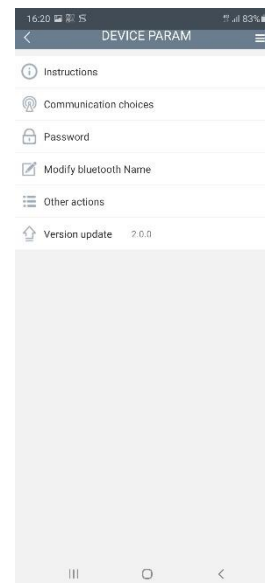 16:20 83%
DEVICE PARAM
Instructions
Communication choices
Password
Modify bluetooth Name
Other actions
Version update 2.0.0